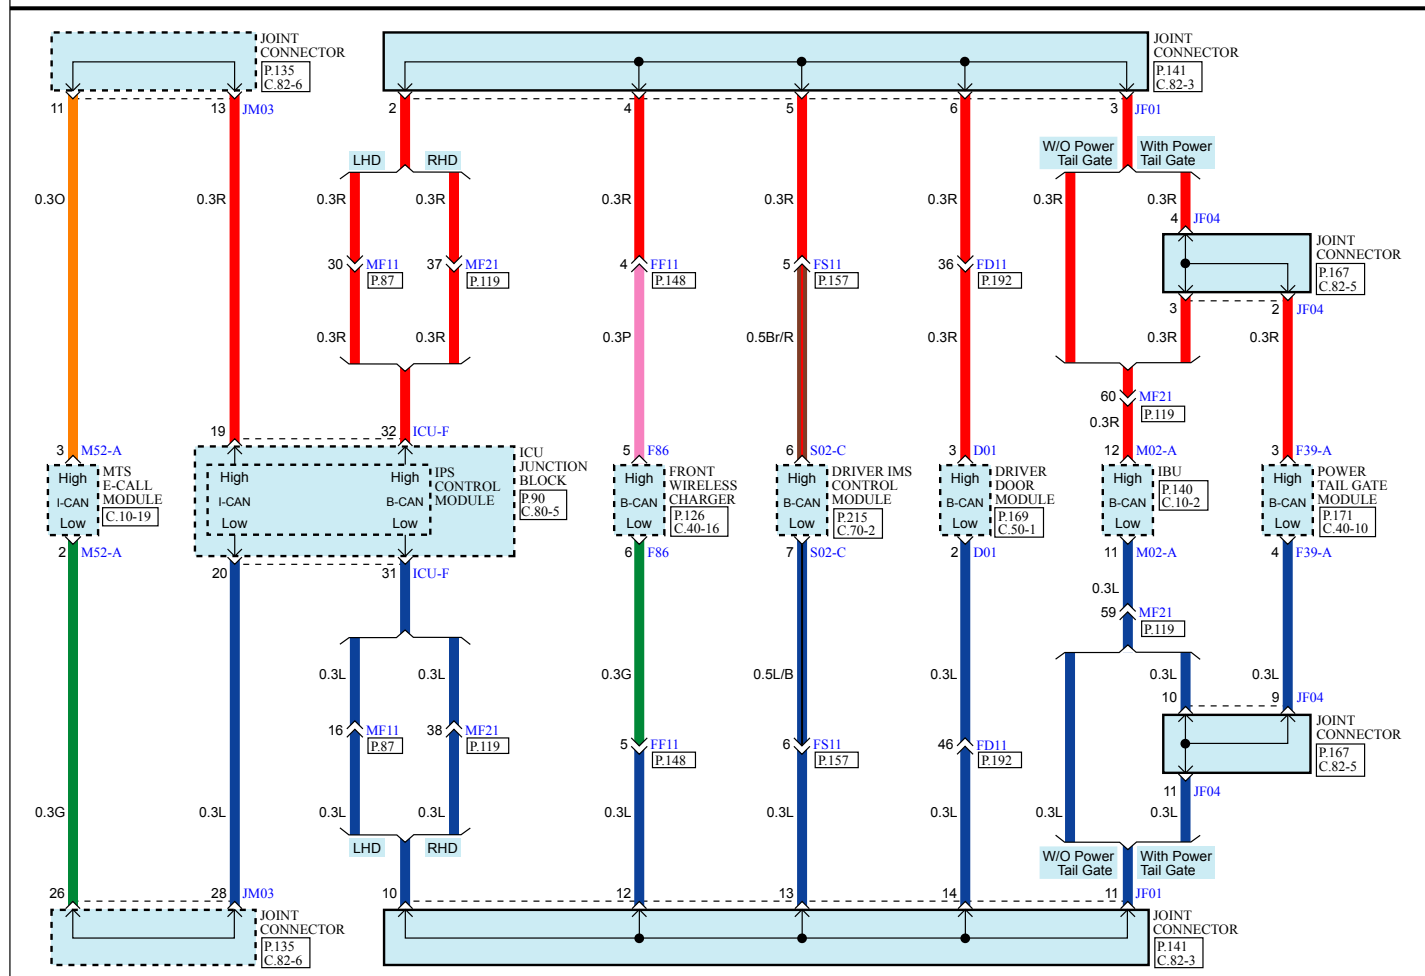 JOINT
CONNECTOR
P.135
C.82-6
JOINT
CONNECTOR
P.141
C.82-3
11
13
JM03
2
4
5
6
3
JF01
LHD
RHD
W/O Power
Tail Gate
With Power
Tail Gate
0.3O
0.3R
0.3R
0.3R
0.3R
0.3R
0.3R
0.3R
0.3R
4
JF04
JOINT
CONNECTOR
P.167
C.82-5
30
MF11
P.87
37
MF21
P.119
4
FF11
P.148
5
FS11
P.157
36
FD11
P.192
3
2
JF04
0.3R
0.3R
0.3P
0.5Br/R
0.3R
0.3R
0.3R
60
MF21
P.119
0.3R
3
M52-A
19
32
ICU-F
5
F86
6
S02-C
3
D01
12
M02-A
3
F39-A
High
I-CAN
Low
MTS
E-CALL
MODULE
C.10-19
High
I-CAN
Low
High
B-CAN
Low
IPS
CONTROL
MODULE
ICU
JUNCTION
BLOCK
P.90
C.80-5
High
B-CAN
Low
FRONT
WIRELESS
CHARGER
P.126
C.40-16
High
B-CAN
Low
DRIVER IMS
CONTROL
MODULE
P.215
C.70-2
High
B-CAN
Low
DRIVER
DOOR
MODULE
P.169
C.50-1
High
B-CAN
Low
IBU
P.140
C.10-2
High
B-CAN
Low
POWER
TAIL GATE
MODULE
P.171
C.40-10
2
M52-A
20
31
ICU-F
6
F86
7
S02-C
2
D01
11
M02-A
4
F39-A
0.3L
59
MF21
P.119
0.3L
0.3L
0.3G
0.5L/B
0.3L
0.3L
0.3L
10
9
JF04
16
MF11
P.87
38
MF21
P.119
5
FF11
P.148
6
FS11
P.157
46
FD11
P.192
JOINT
CONNECTOR
P.167
C.82-5
11
JF04
0.3G
0.3L
0.3L
0.3L
0.3L
0.3L
0.3L
0.3L
0.3L
LHD
RHD
W/O Power
Tail Gate
With Power
Tail Gate
26
28
JM03
10
12
13
14
11
JF01
JOINT
CONNECTOR
P.135
C.82-6
JOINT
CONNECTOR
P.141
C.82-3